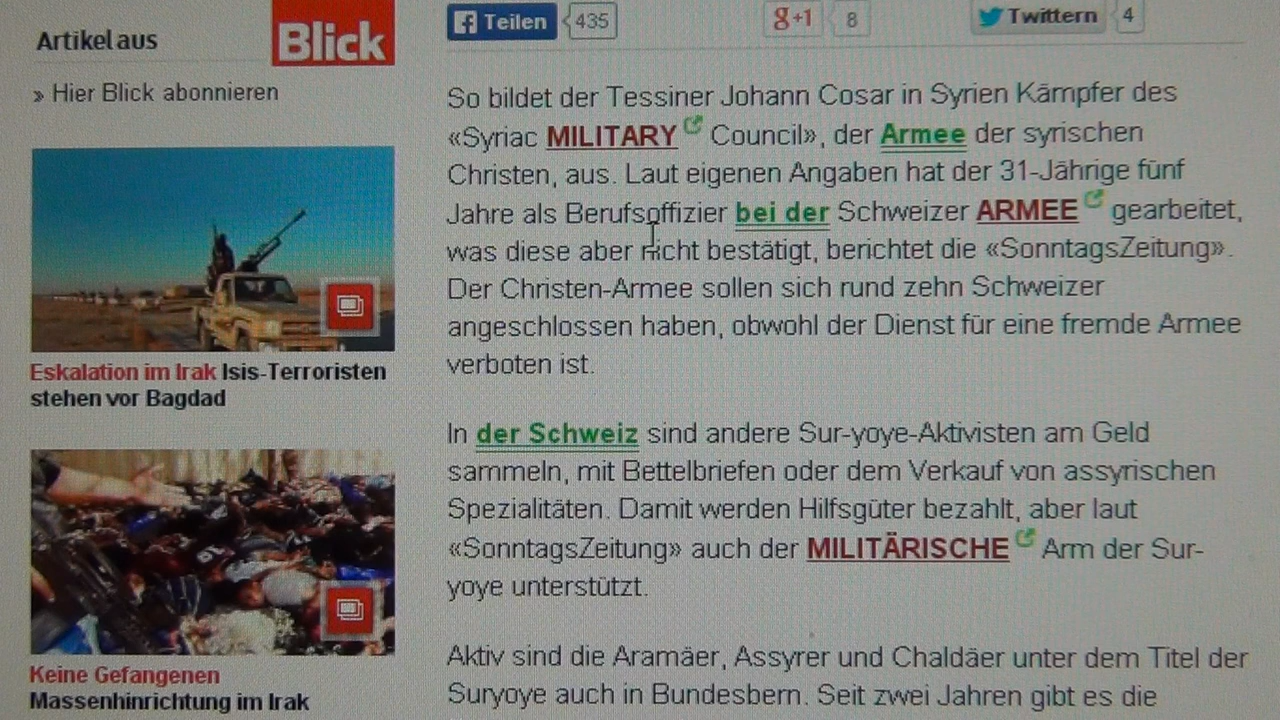 Artikel aus
Blick
» Hier Blick abonnieren
Eskalation im Irak Isis-Terroristen
stehen vor Bagdad
Keine Gefangenen
Massenhinrichtung im Irak
Teilen 435
g+1 8
Twittern 4
So bildet der Tessiner Johann Cosar in Syrien Kämpfer des
«Syriac MILITARY Council», der Armee der syrischen
Christen, aus. Laut eigenen Angaben hat der 31-Jährige fünf
Jahre als Berufsoffizier bei der Schweizer ARMEE gearbeitet,
was diese aber nicht bestätigt, berichtet die «SonntagsZeitung».
Der Christen-Armee sollen sich rund zehn Schweizer
angeschlossen haben, obwohl der Dienst für eine fremde Armee
verboten ist.
In der Schweiz sind andere Sur-yoye-Aktivisten am Geld
sammeln, mit Bettelbriefen oder dem Verkauf von assyrischen
Spezialitäten. Damit werden Hilfsgüter bezahlt, aber laut
«SonntagsZeitung» auch der MILITÄRISCHE Arm der Sur-
yoye unterstützt.
Aktiv sind die Aramäer, Assyrer und Chaldäer unter dem Titel der
Suryoye auch in Bundesbern. Seit zwei Jahren gibt es die